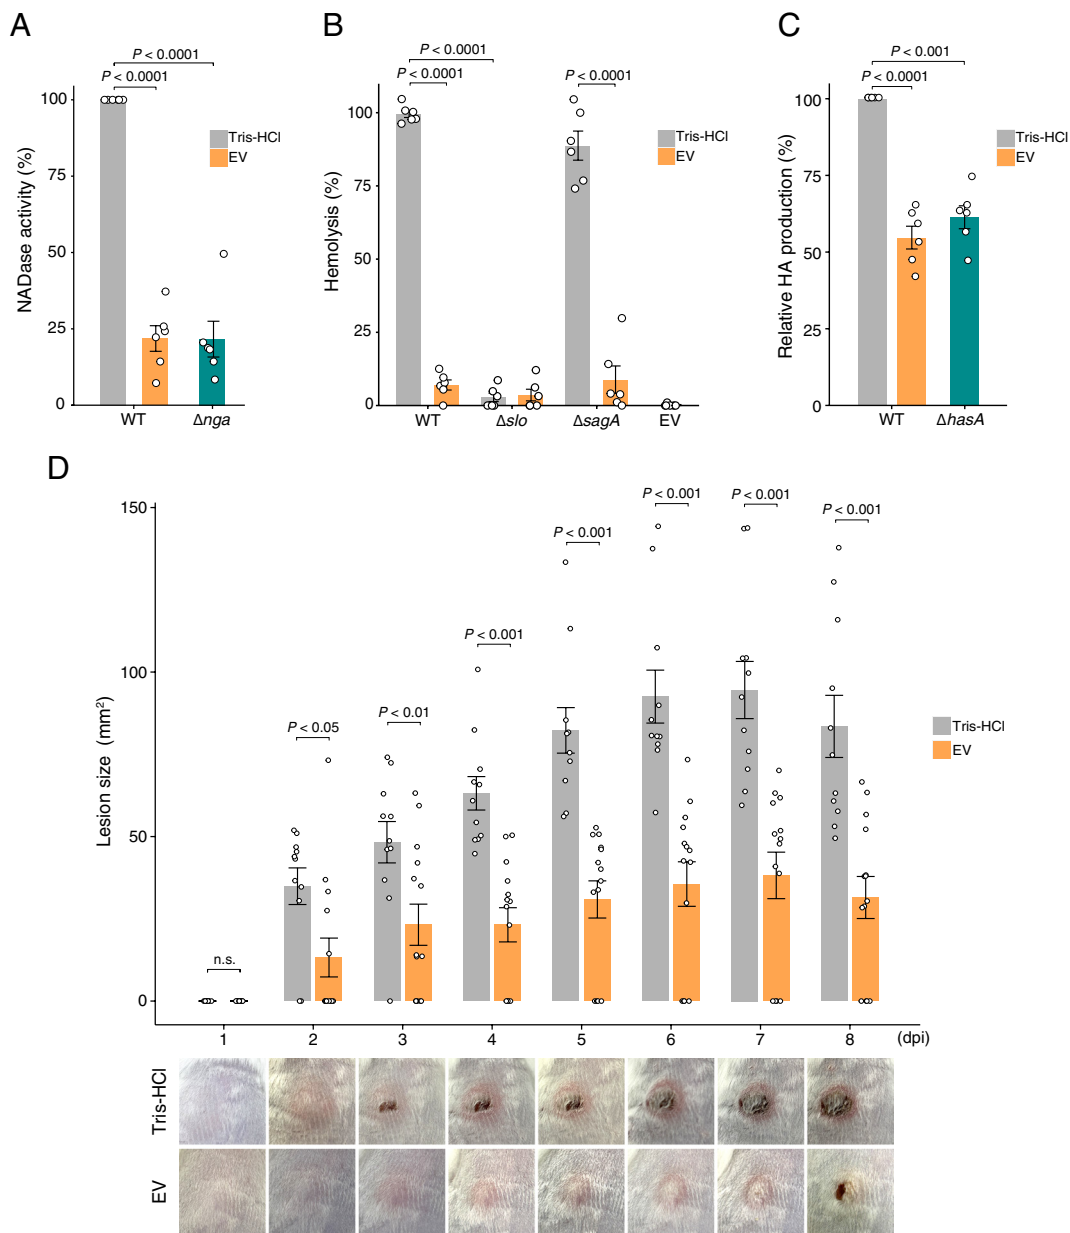 A
P < 0.0001
P < 0.0001
NADase activity (%)
100
75
50
25
0
Tris-HCl
EV
WT
Δnga
B
P < 0.0001
P < 0.0001
P < 0.0001
Hemolysis (%)
100
75
50
25
0
Tris-HCl
EV
WT
Δslo
ΔsagA
EV
C
P < 0.001
P < 0.0001
Relative HA production (%)
100
75
50
25
0
Tris-HCl
EV
WT
ΔhasA
D
Lesion size (mm²)
150
100
50
0
n.s.
P < 0.05
P < 0.01
P < 0.001
P < 0.001
P < 0.001
P < 0.001
P < 0.001
Tris-HCl
EV
1 2 3 4 5 6 7 8 (dpi)
Tris-HCl
EV